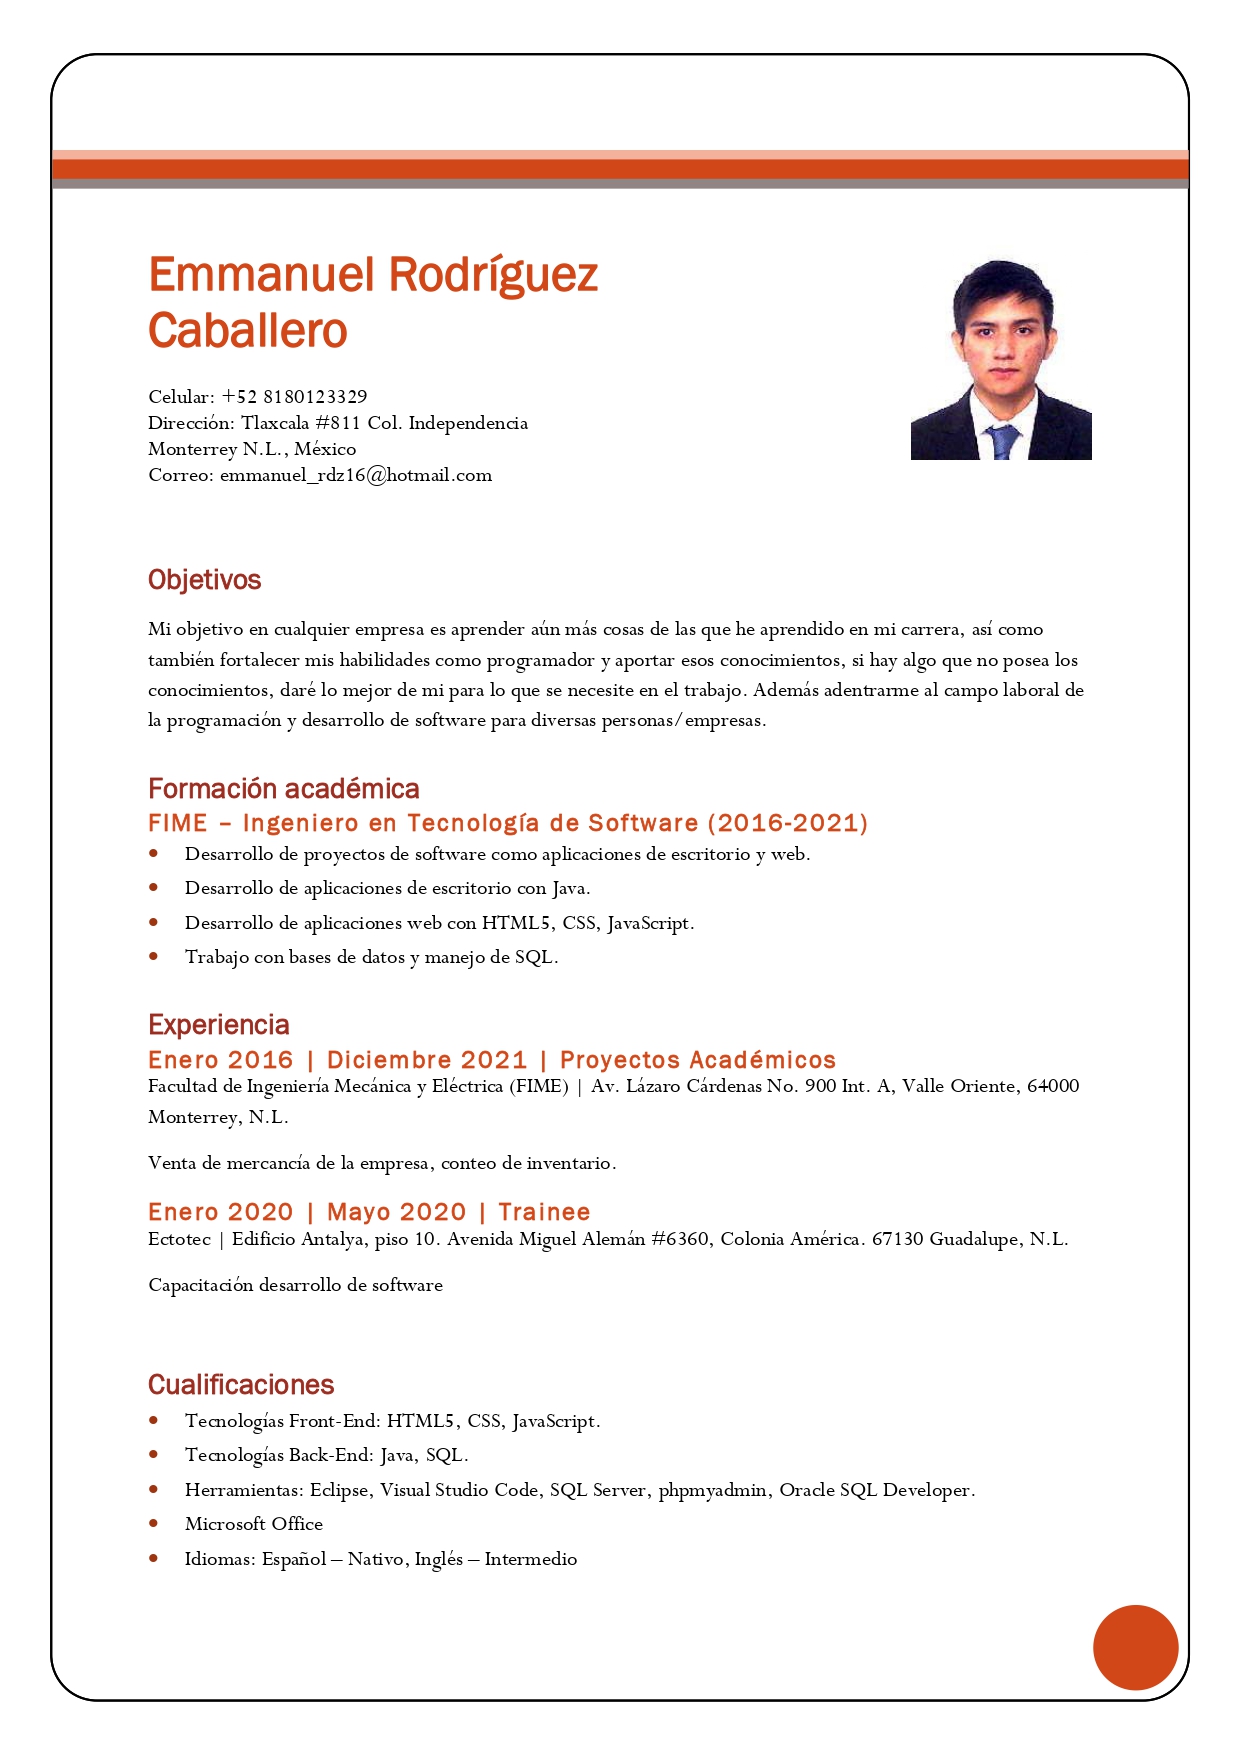 Emmanuel Rodríguez
Caballero
Celular: +52 8180123329
Dirección: Tlaxcala #811 Col. Independencia
Monterrey N.L., México
Correo: emmanuel_rdz16@hotmail.com
Objetivos
Mi objetivo en cualquier empresa es aprender aún más cosas de las que he aprendido en mi carrera, así como
también fortalecer mis habilidades como programador y aportar esos conocimientos, si hay algo que no posea los
conocimientos, daré lo mejor de mi para lo que se necesite en el trabajo. Además adentrarme al campo laboral de
la programación y desarrollo de software para diversas personas/empresas.
Formación académica
FIME – Ingeniero en Tecnología de Software (2016-2021)
• Desarrollo de proyectos de software como aplicaciones de escritorio y web.
• Desarrollo de aplicaciones de escritorio con Java.
• Desarrollo de aplicaciones web con HTML5, CSS, JavaScript.
• Trabajo con bases de datos y manejo de SQL.
Experiencia
Enero 2016 | Diciembre 2021 | Proyectos Académicos
Facultad de Ingeniería Mecánica y Eléctrica (FIME) | Av. Lázaro Cárdenas No. 900 Int. A, Valle Oriente, 64000
Monterrey, N.L.
Venta de mercancía de la empresa, conteo de inventario.
Enero 2020 | Mayo 2020 | Trainee
Ectotec | Edificio Antalya, piso 10. Avenida Miguel Alemán #6360, Colonia América. 67130 Guadalupe, N.L.
Capacitación desarrollo de software
Cualificaciones
• Tecnologías Front-End: HTML5, CSS, JavaScript.
• Tecnologías Back-End: Java, SQL.
• Herramientas: Eclipse, Visual Studio Code, SQL Server, phpmyadmin, Oracle SQL Developer.
• Microsoft Office
• Idiomas: Español – Nativo, Inglés – Intermedio